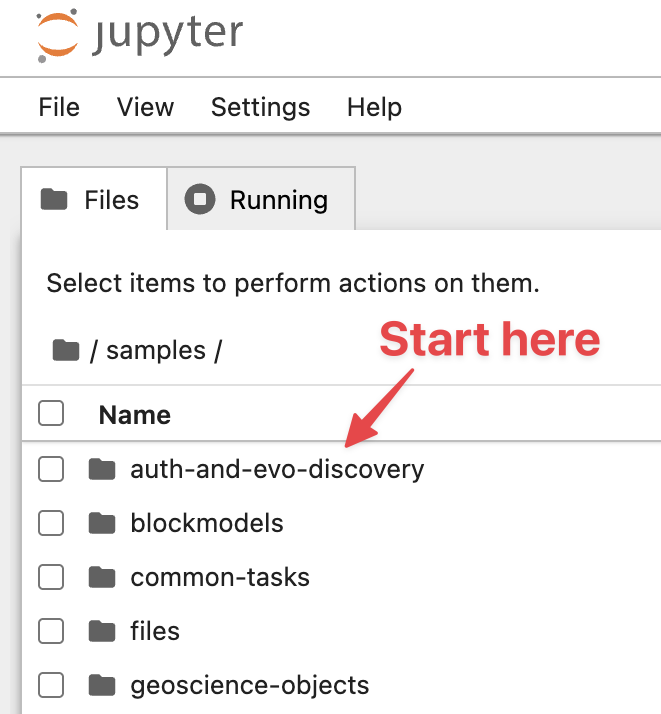 jupyter
File View Settings Help
Files Running
Select items to perform actions on them.
Start here
/ samples /
Name
auth-and-evo-discovery
blockmodels
common-tasks
files
geoscience-objects